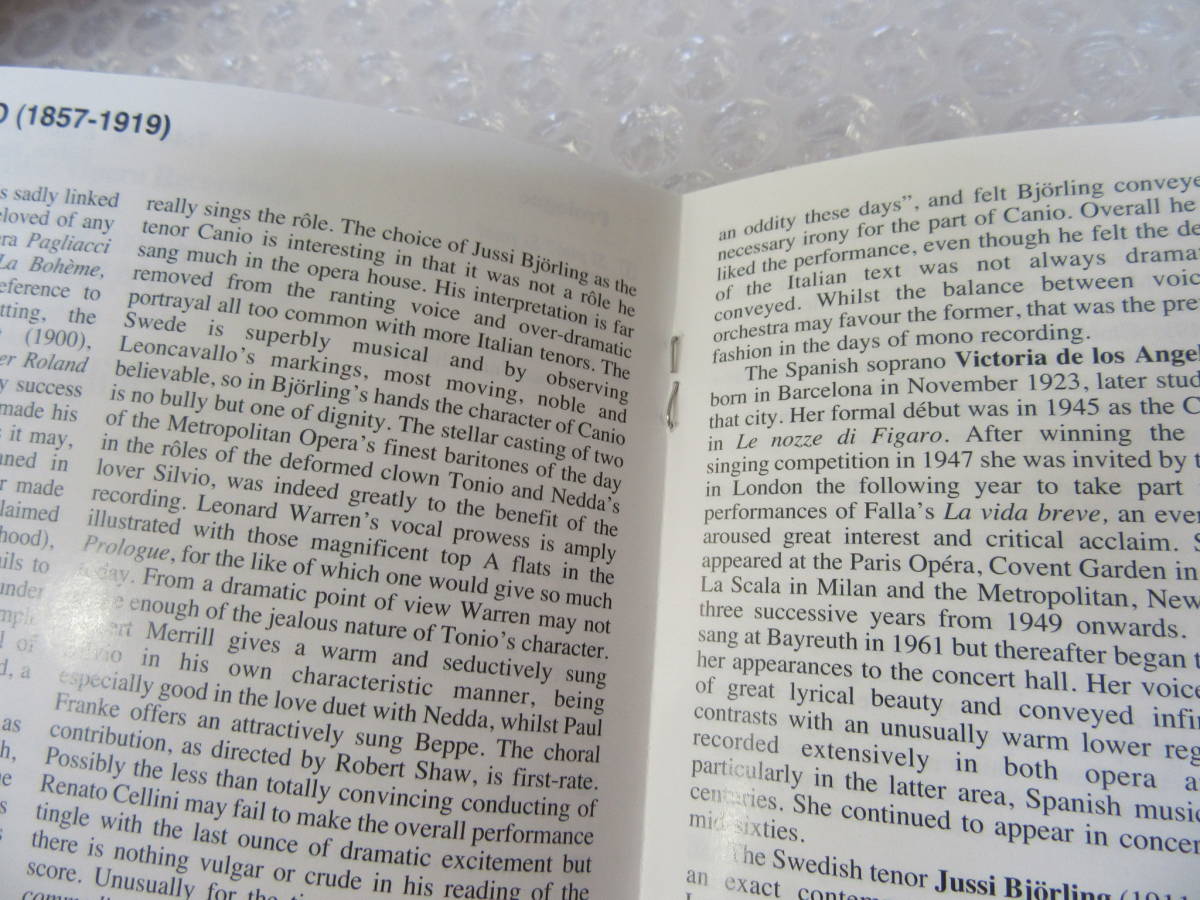 (1857-1919)
sadly linked
of any
Pagliacci
La Bohème,
to
the
(1900),
Roland
success
made his
it may,
in
made
to
under
of
a
as
really sings the rôle. The choice of Jussi Björling as the
tenor Canio is interesting in that it was not a rôle he
sang much in the opera house. His interpretation is far
removed from the ranting voice and over-dramatic
portrayal all too common with more Italian tenors. The
Swede is superbly musical and by observing
Leoncavallo's markings, most moving, noble and
believable, so in Björling's hands the character of Canio
is no bully but one of dignity. The stellar casting of two
of the Metropolitan Opera's finest baritones of the day
in the rôles of the deformed clown Tonio and Nedda's
lover Silvio, was indeed greatly to the benefit of the
recording. Leonard Warren's vocal prowess is amply
illustrated with those magnificent top A flats in the
Prologue, for the like of which one would give so much
today. From a dramatic point of view Warren may not
enough of the jealous nature of Tonio's character.
Merrill gives a warm and seductively sung
Silvio in his own characteristic manner, being
especially good in the love duet with Nedda, whilst Paul
Franke offers an attractively sung Beppe. The choral
contribution, as directed by Robert Shaw, is first-rate.
Possibly the less than totally convincing conducting of
Renato Cellini may fail to make the overall performance
tingle with the last ounce of dramatic excitement but
there is nothing vulgar or crude in his reading of the
score. Unusually for the
an oddity these days", and felt Björling
necessary irony for the part of Canio. Overall he
liked the performance, even though he felt the
of the Italian text was not always
conveyed. Whilst the balance between
orchestra may favour the former, that was the
fashion in the days of mono recording.
The Spanish soprano Victoria de los
born in Barcelona in November 1923, later
that city. Her formal début was in 1945 as the
in Le nozze di Figaro. After winning the
singing competition in 1947 she was invited by
in London the following year to take part
performances of Falla's La vida breve, an
aroused great interest and critical acclaim.
appeared at the Paris Opéra, Covent Garden in
La Scala in Milan and the Metropolitan, New
three successive years from 1949 onwards.
sang at Bayreuth in 1961 but thereafter began
her appearances to the concert hall. Her voice
of great lyrical beauty and conveyed
contrasts with an unusually warm lower
recorded extensively in both opera
particularly in the latter area, Spanish
centuries. She continued to appear in
mid sixties.
The Swedish tenor Jussi Björling
an exact